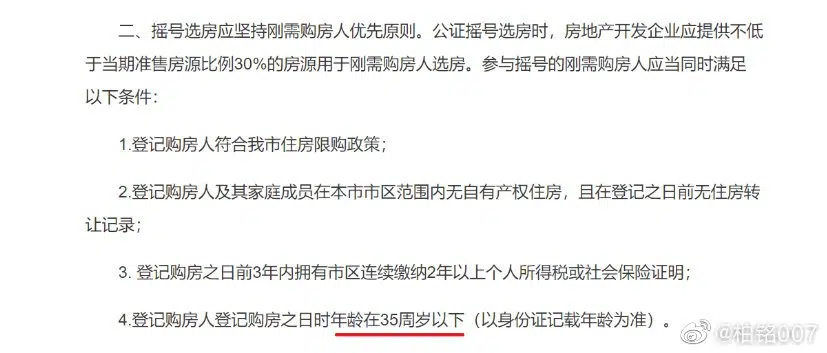 二、摇号选房应坚持刚需购房人优先原则。公证摇号选房时，房地产开发企业应提供不低
于当期准售房源比例30%的房源用于刚需购房人选房。参与摇号的刚需购房人应当同时满足
以下条件：
1.登记购房人符合我市住房限购政策；
2.登记购房人及其家庭成员在本市市区范围内无自有产权住房，且在登记之日前无住房转
让记录；
3. 登记购房之日前3年内拥有市区连续缴纳2年以上个人所得税或社会保险证明；
4.登记购房人登记购房之日时年龄在35周岁以下（以身份证记载年龄为准）。
@柏铭007